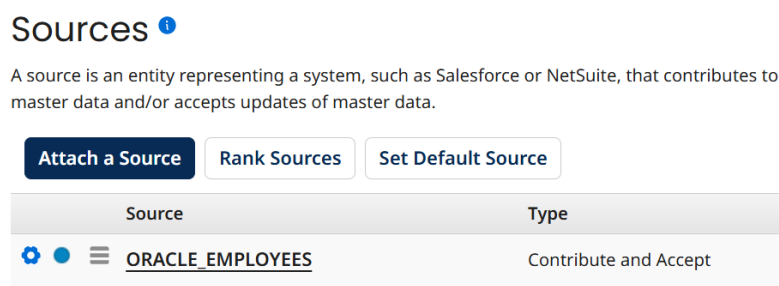 Sources
A source is an entity representing a system, such as Salesforce or NetSuite, that contributes to
master data and/or accepts updates of master data.
Attach a Source Rank Sources Set Default Source
Source Type
ORACLE_EMPLOYEES Contribute and Accept